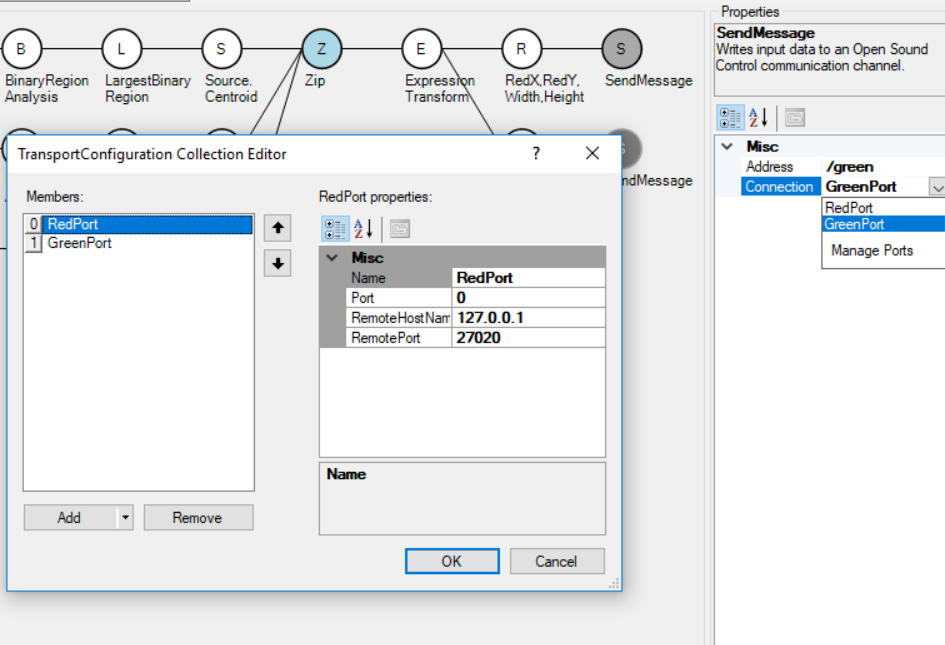 Properties
SendMessage
Writes input data to an Open Sound
Control communication channel.
B
L
S
Z
E
R
S
BinaryRegion
Analysis
LargestBinary
Region
Source.
Centroid
Zip
Expression
Transform
RedX,RedY,
Width,Height
SendMessage
ndMessage
TransportConfiguration Collection Editor
?
Members:
RedPort properties:
0 RedPort
1 GreenPort
A
Z
Misc
Name RedPort
Port 0
RemoteHostNam 127.0.0.1
RemotePort 27020
Name
Add
Remove
OK
Cancel
A
Z
Misc
Address /green
Connection GreenPort
RedPort
GreenPort
Manage Ports